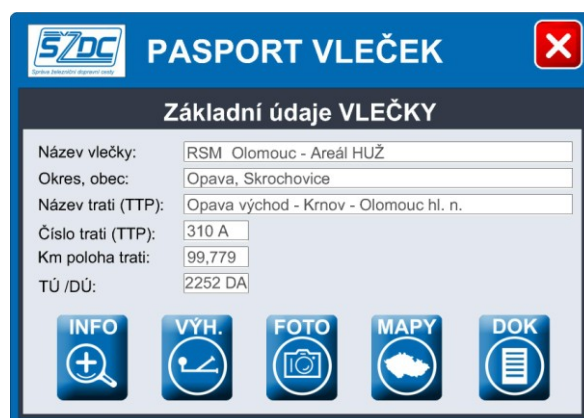 SŽDC
Správa železniční dopravní cesty
PASPORT VLEČEK
Základní údaje VLEČKY
Název vlečky: RSM Olomouc - Areál HUŽ
Okres, obec: Opava, Skrochovice
Název trati (TTP): Opava východ - Krnov - Olomouc hl. n.
Číslo trati (TTP): 310 A
Km poloha trati: 99,779
TÚ /DÚ: 2252 DA
INFO VÝH. FOTO MAPY DOK